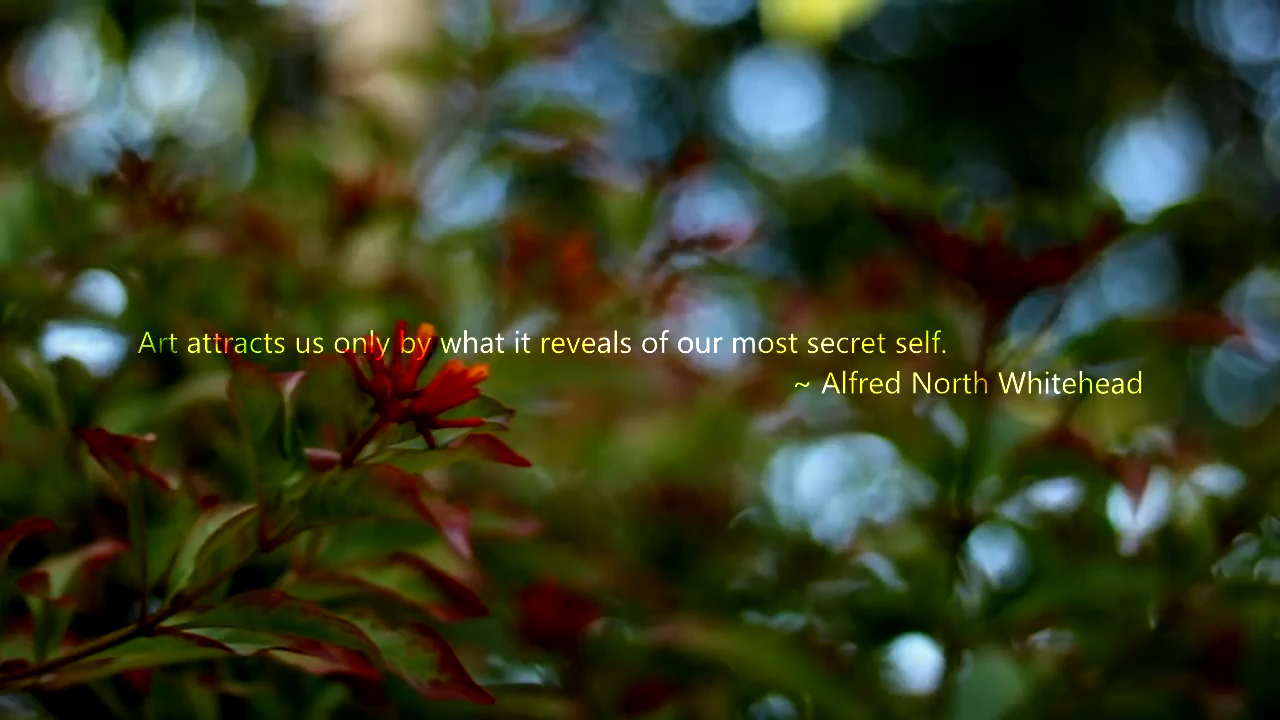 Art attracts us only by what it reveals of our most secret self.
~ Alfred North Whitehead